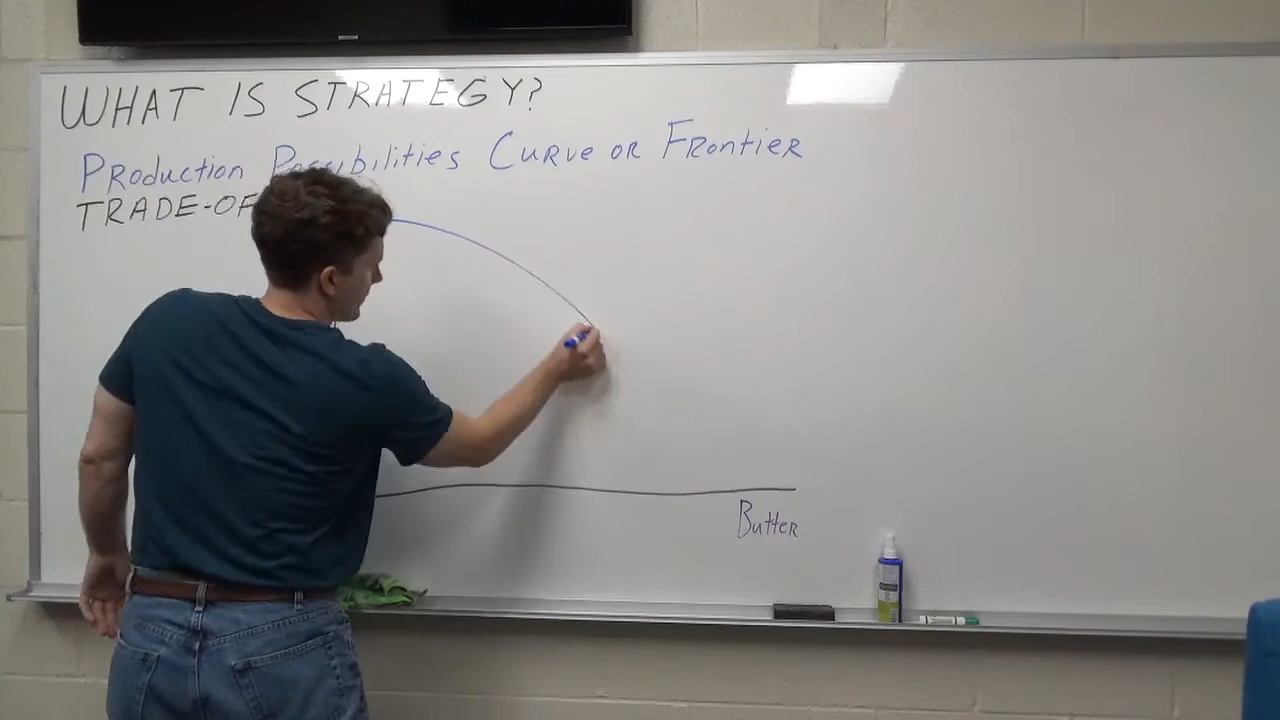 WHAT IS STRATEGY?
Production Possibilities Curve or Frontier
TRADE-OF
Butter